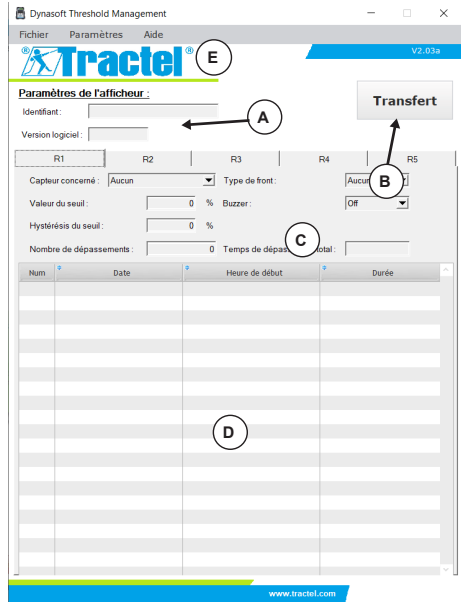 Dynasoft Threshold Management
Fichier Paramètres Aide
® Tractel ® E V2.03a
Paramètres de l'afficheur :
Identifiant :
A
Transfert
Version logiciel :
R1 R2 R3 R4 R5
Capteur concerné : Aucun Type de front : Aucu B
Valeur du seuil : 0 % Buzzer : Off
Hystérésis du seuil : 0 %
C
Nombre de dépassements : 0 Temps de dépas total :
Num Date Heure de début Durée
D
www.tractel.com